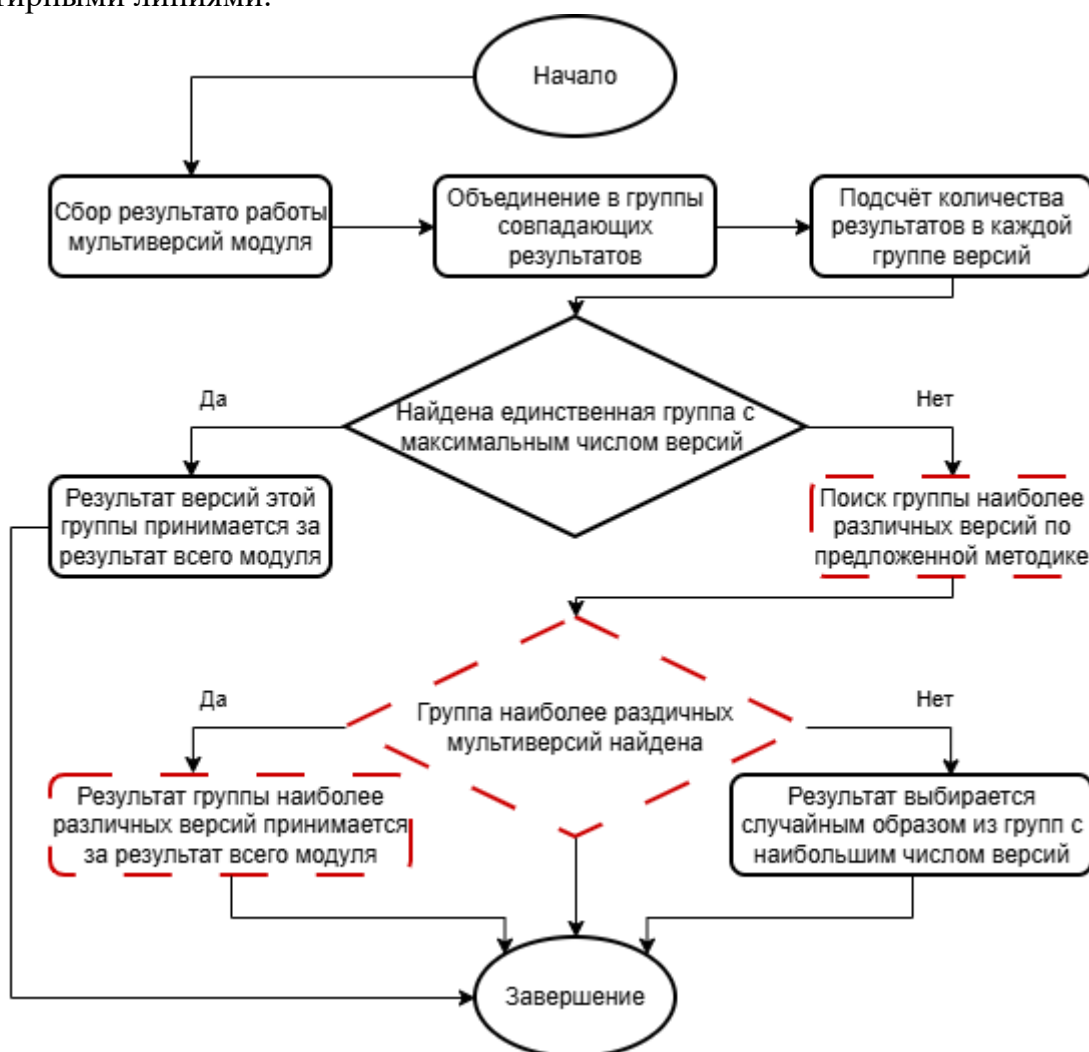 тирными линиями.
Начало
Сбор результато работы
мультиверсий модуля
Объединение в группы
совпадающих
результатов
Подсчёт количества
результатов в каждой
группе версий
Найдена единственная группа с
максимальным числом версий
Да
Нет
Результат версий этой
группы принимается за
результат всего модуля
Поиск группы наиболее
различных версий по
предложенной методике
Группа наиболее раздичных
мультиверсий найдена
Да
Нет
Результат группы наиболее
различных версий принимается
за результат всего модуля
Результат выбирается
случайным образом из групп с
наибольшим числом версий
Завершение